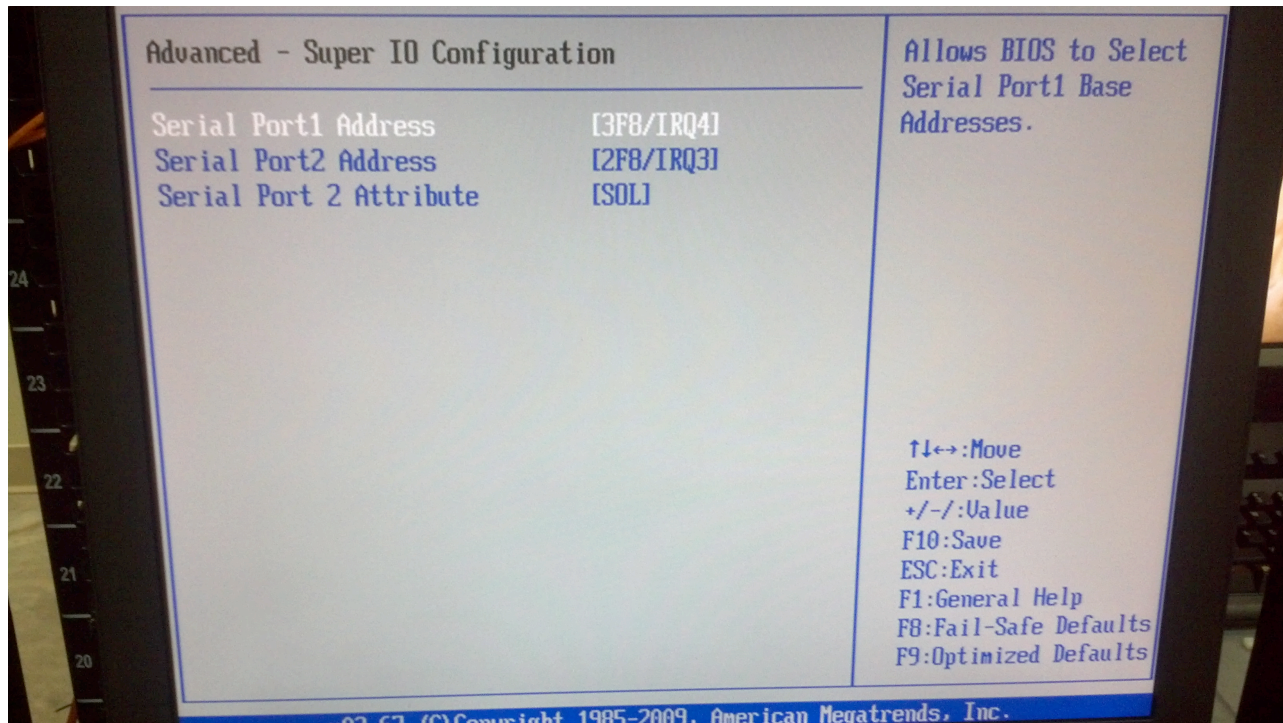 Advanced - Super IO Configuration
Serial Port1 Address [3F8/IRQ4]
Serial Port2 Address [2F8/IRQ3]
Serial Port 2 Attribute [SOL]
Allows BIOS to Select
Serial Port1 Base
Addresses.
↑↓←→:Move
Enter:Select
+/-/:Value
F10:Save
ESC:Exit
F1:General Help
F8:Fail-Safe Defaults
F9:Optimized Defaults
(C)Copyright 1985-2009, American Megatrends, Inc.
24
23
22
21
20